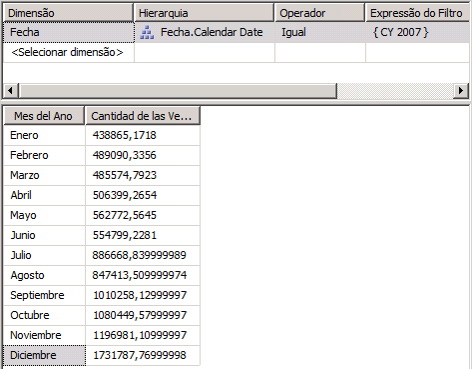 Dimensão Hierarquia Operador Expressão do Filtro
Fecha Fecha.Calendar Date Igual { CY 2007 }
<Selecionar dimensão>
Mes del Ano Cantidad de las Ve...
Enero 438865,1718
Febrero 489090,3356
Marzo 485574,7923
Abril 506399,2654
Mayo 562772,5645
Junio 554799,2281
Julio 886668,839999989
Agosto 847413,509999974
Septiembre 1010258,12999997
Octubre 1080449,57999997
Noviembre 1196981,10999997
Diciembre 1731787,76999998